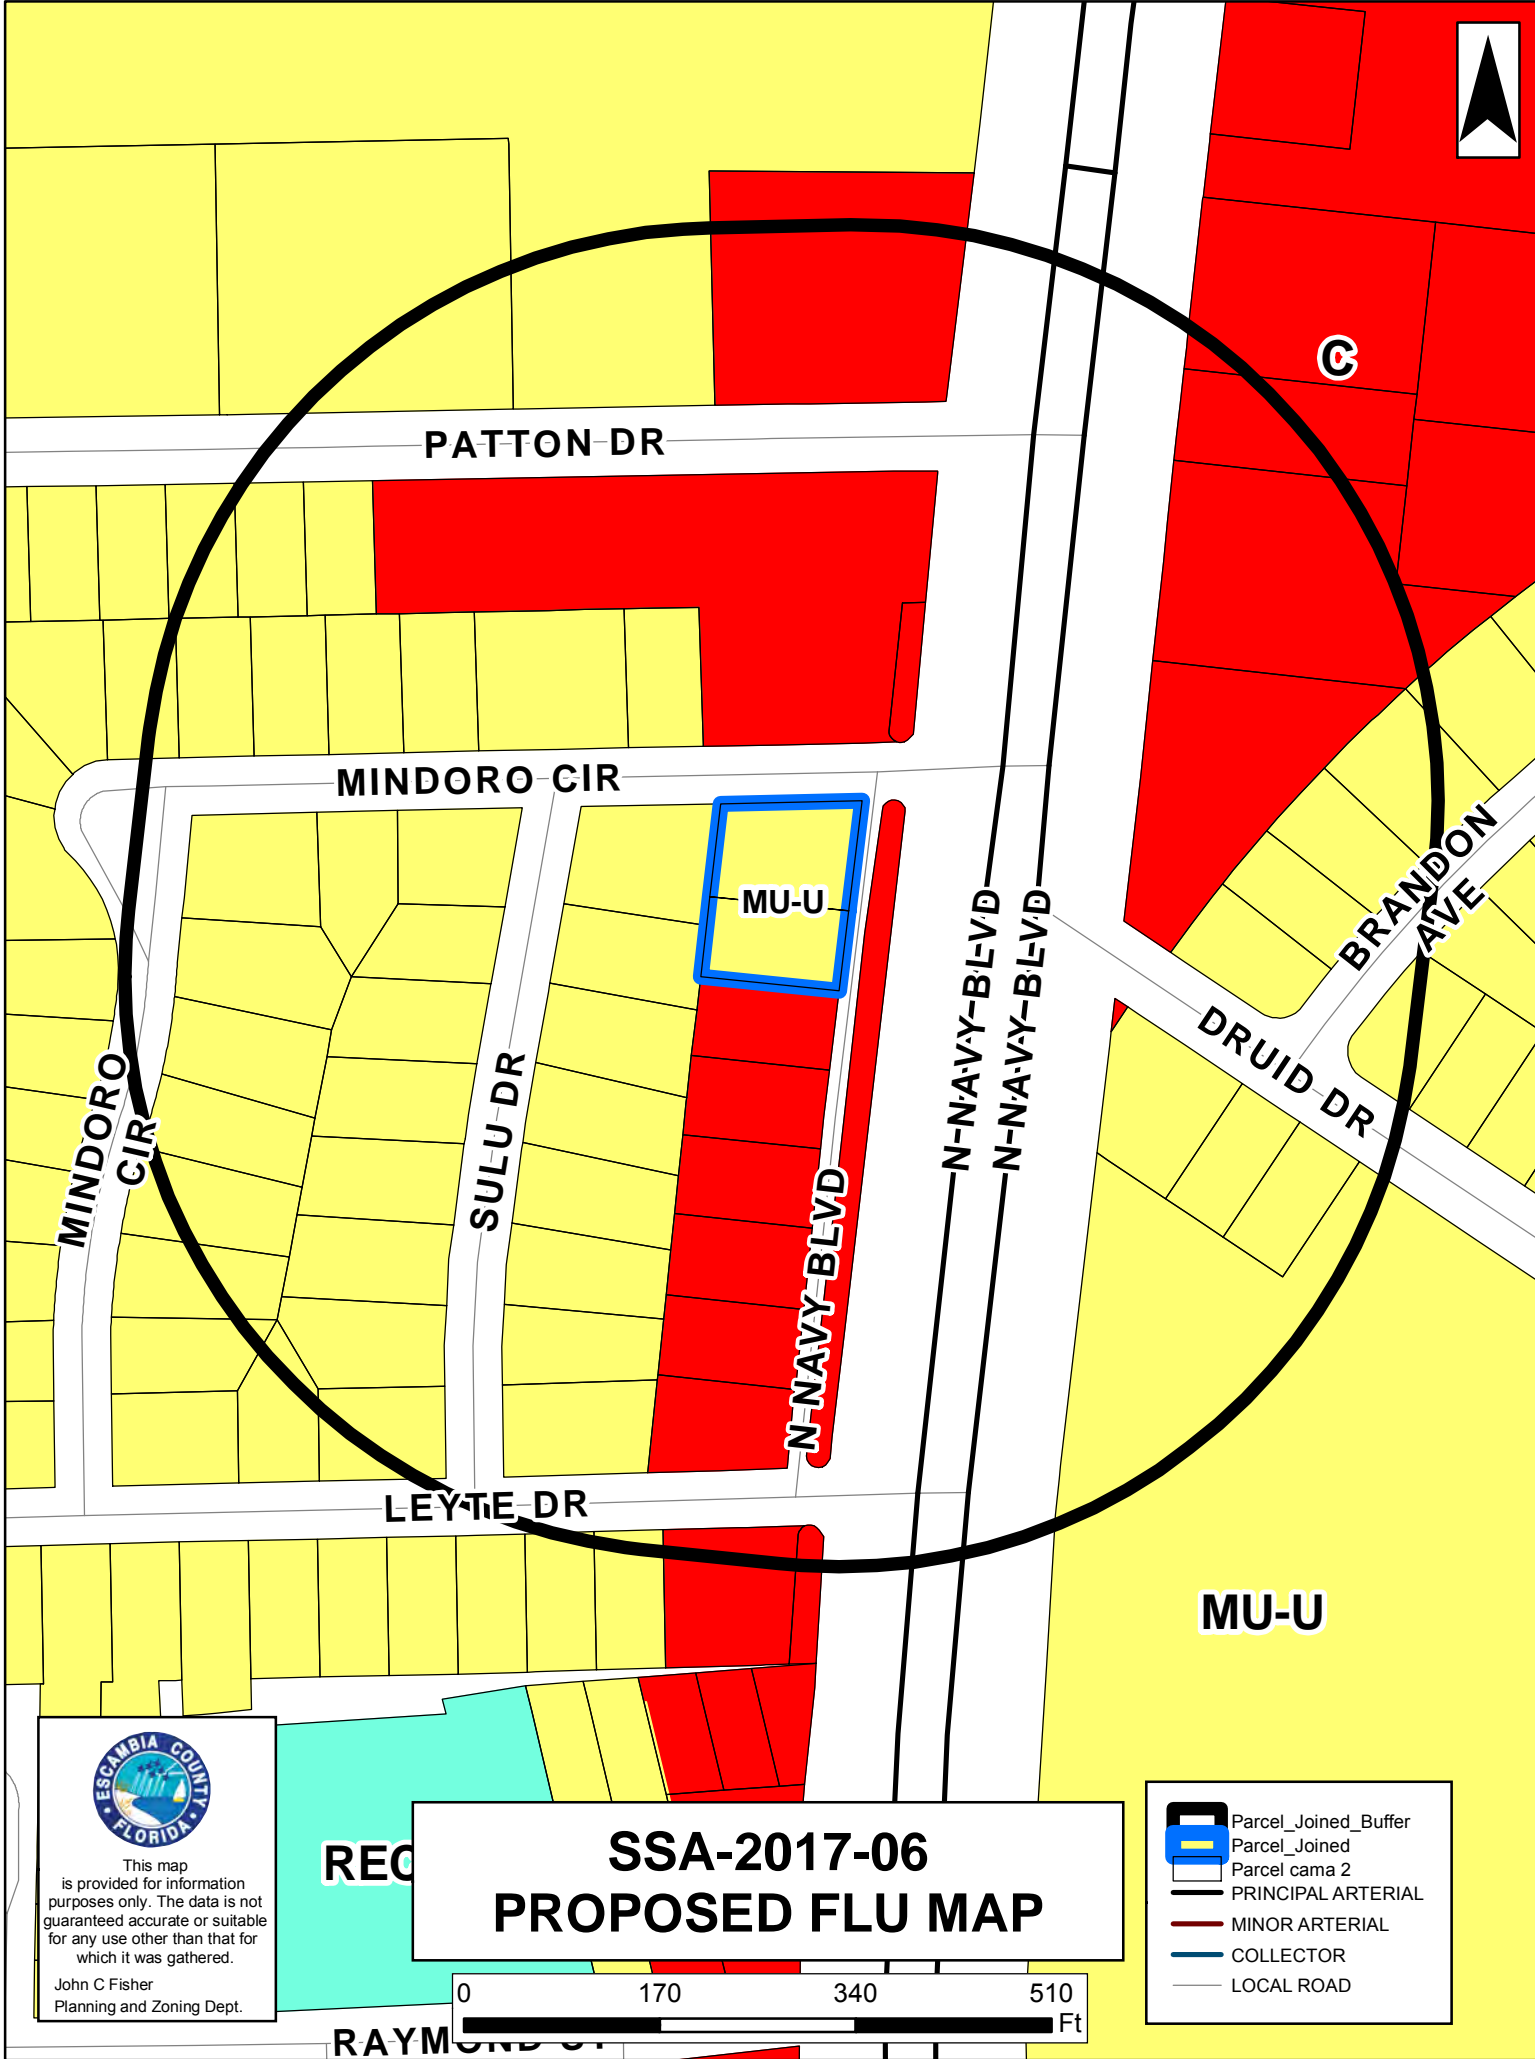 C
PATTON DR
MINDORO CIR
MU-U
BRANDON
AVE
N NAVY BLVD
N NAVY BLVD
DRUID DR
MINDORO
CIR
SULU DR
N NAVY BLVD
LEYTE DR
MU-U
ESCAMBIA COUNTY
FLORIDA
This map
is provided for information
purposes only. The data is not
guaranteed accurate or suitable
for any use other than that for
which it was gathered.
John C Fisher
Planning and Zoning Dept.
REC
SSA-2017-06
PROPOSED FLU MAP
0 170 340 510
Ft
Parcel_Joined_Buffer
Parcel_Joined
Parcel cama 2
PRINCIPAL ARTERIAL
MINOR ARTERIAL
COLLECTOR
LOCAL ROAD